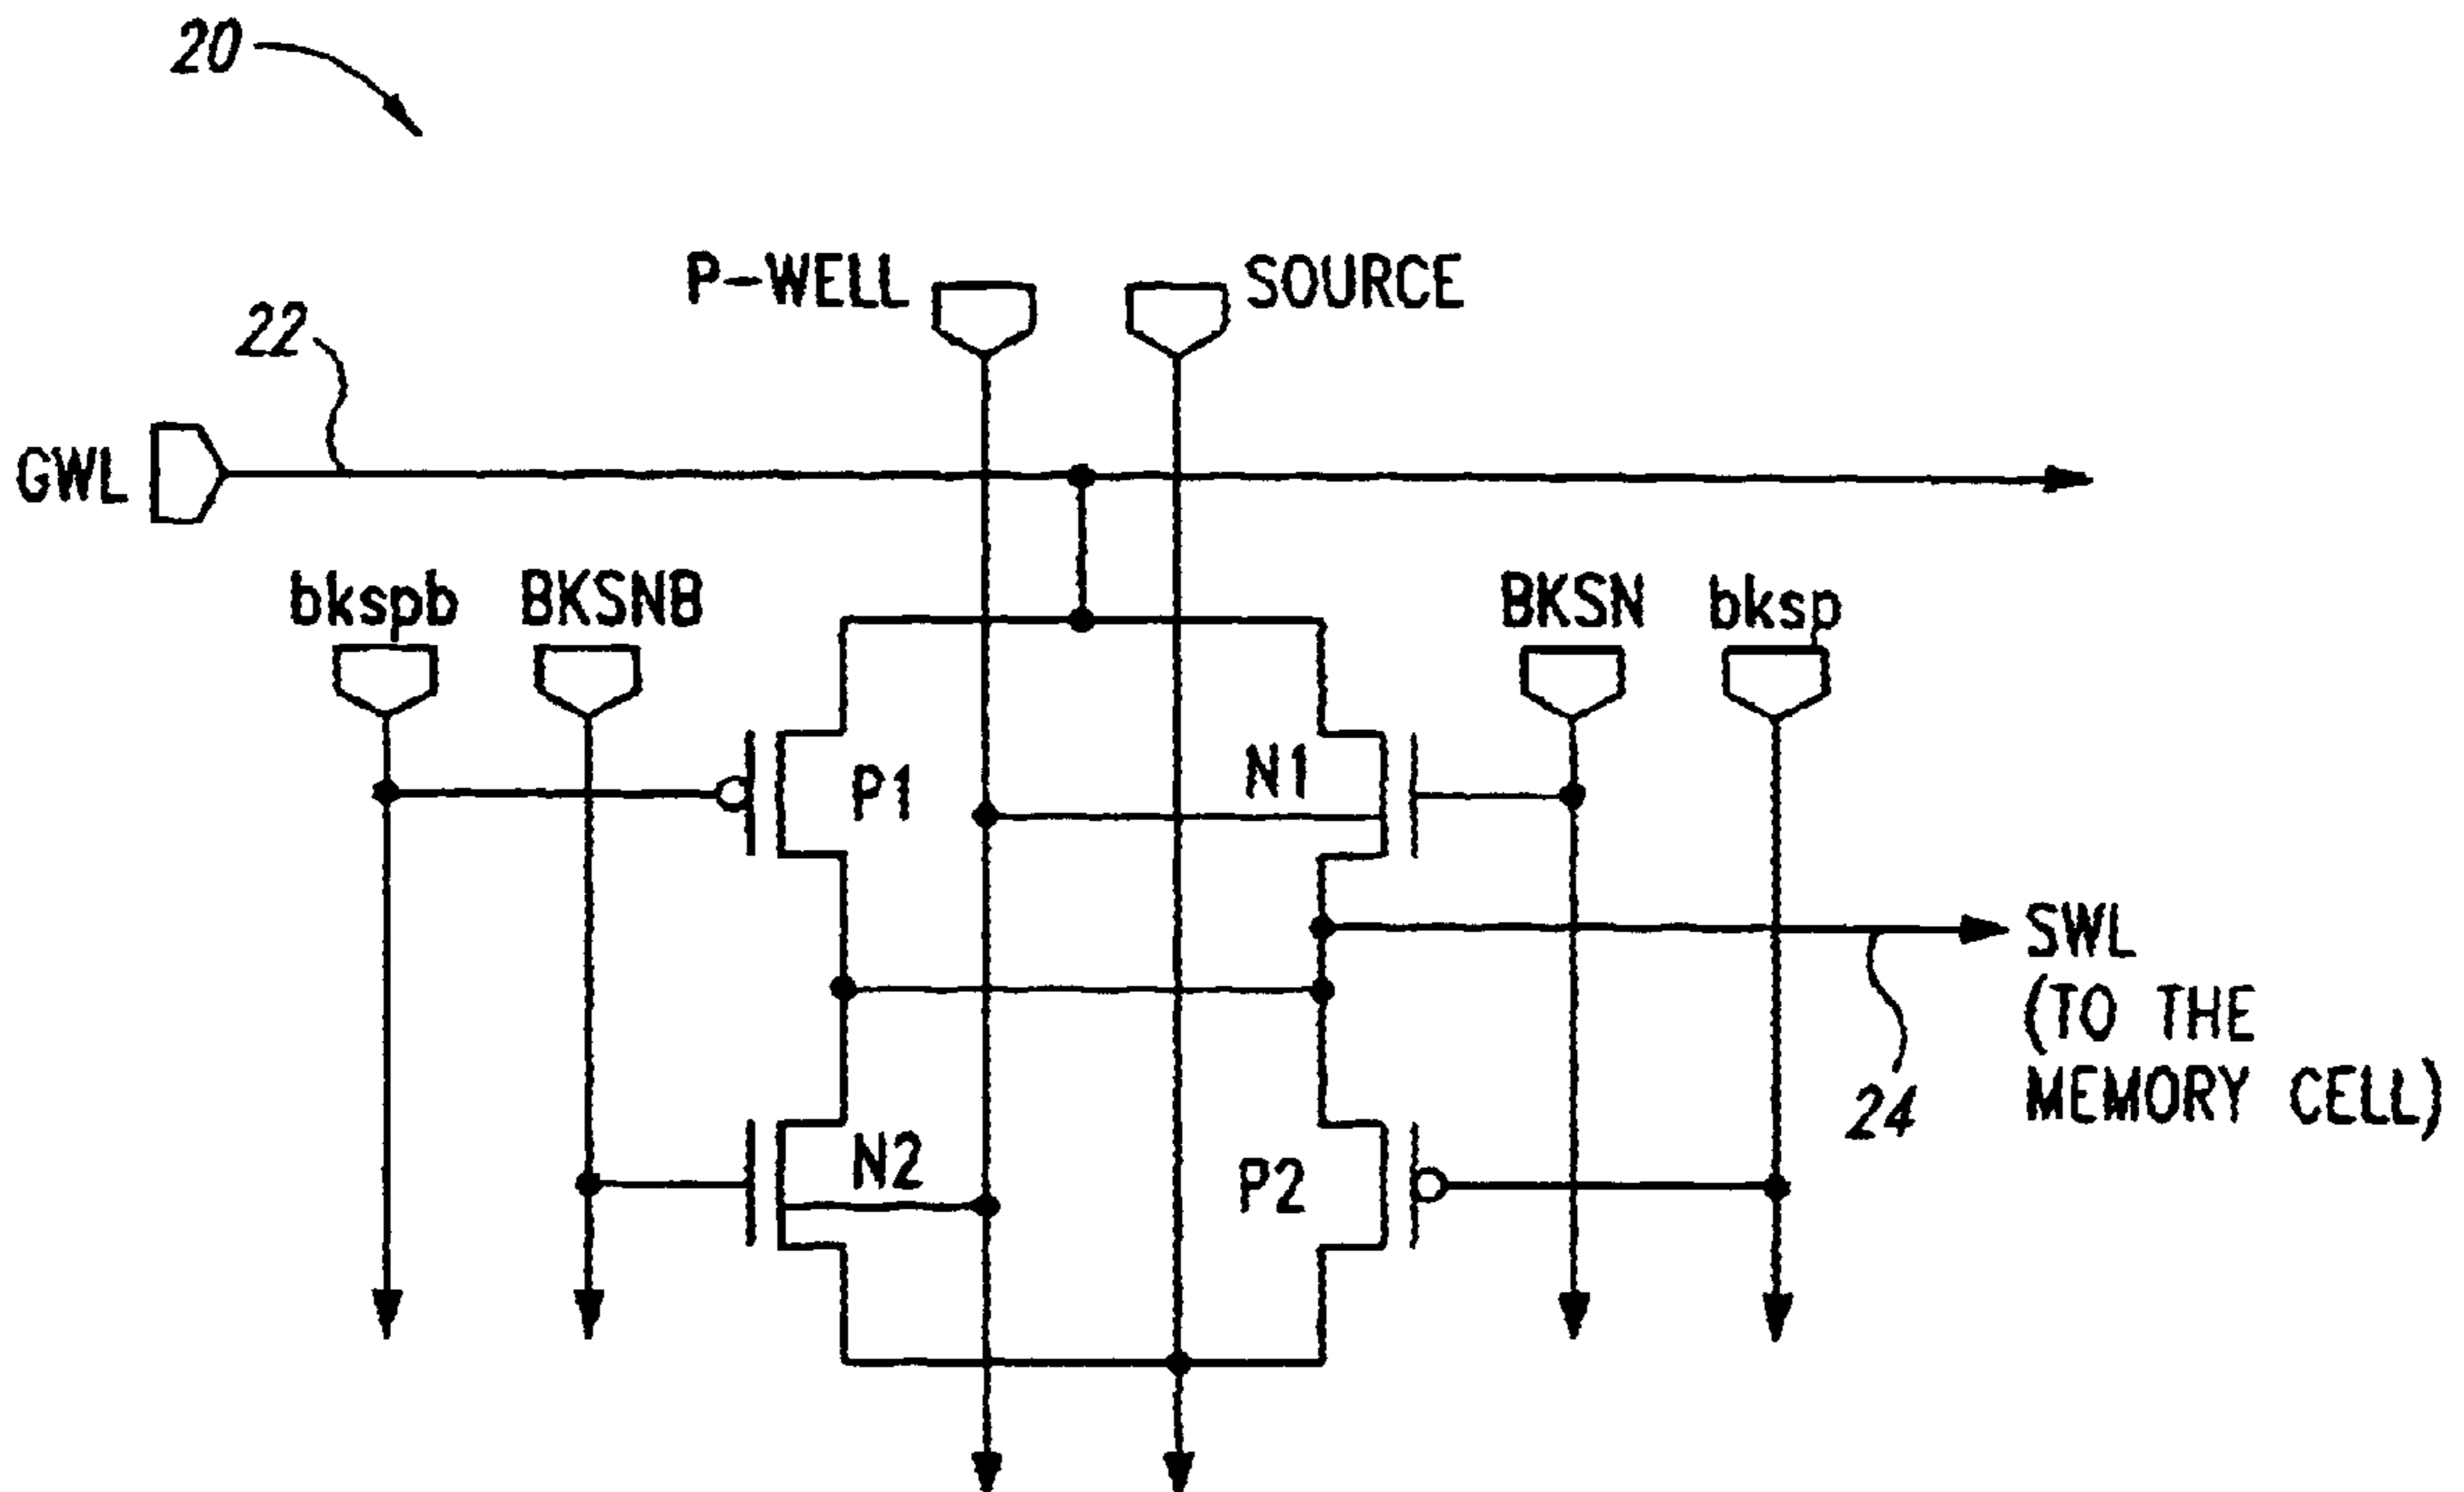 20
P-WELL
SOURCE
22
GWL
bkspb
BKSNB
BKSN
bksp
P1
N1
SWL
(TO THE
MEMORY CELL)
24
N2
P2